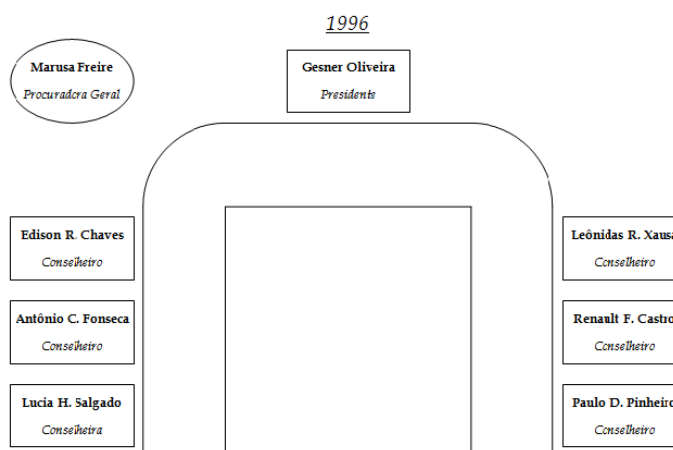 1996
Marusa Freire
Procuradora Geral
Gesner Oliveira
Presidente
Edison R. Chaves
Conselheiro
Leônidas R. Xausa
Conselheiro
Antônio C. Fonseca
Conselheiro
Renault F. Castro
Conselheiro
Lucia H. Salgado
Conselheira
Paulo D. Pinheiro
Conselheiro